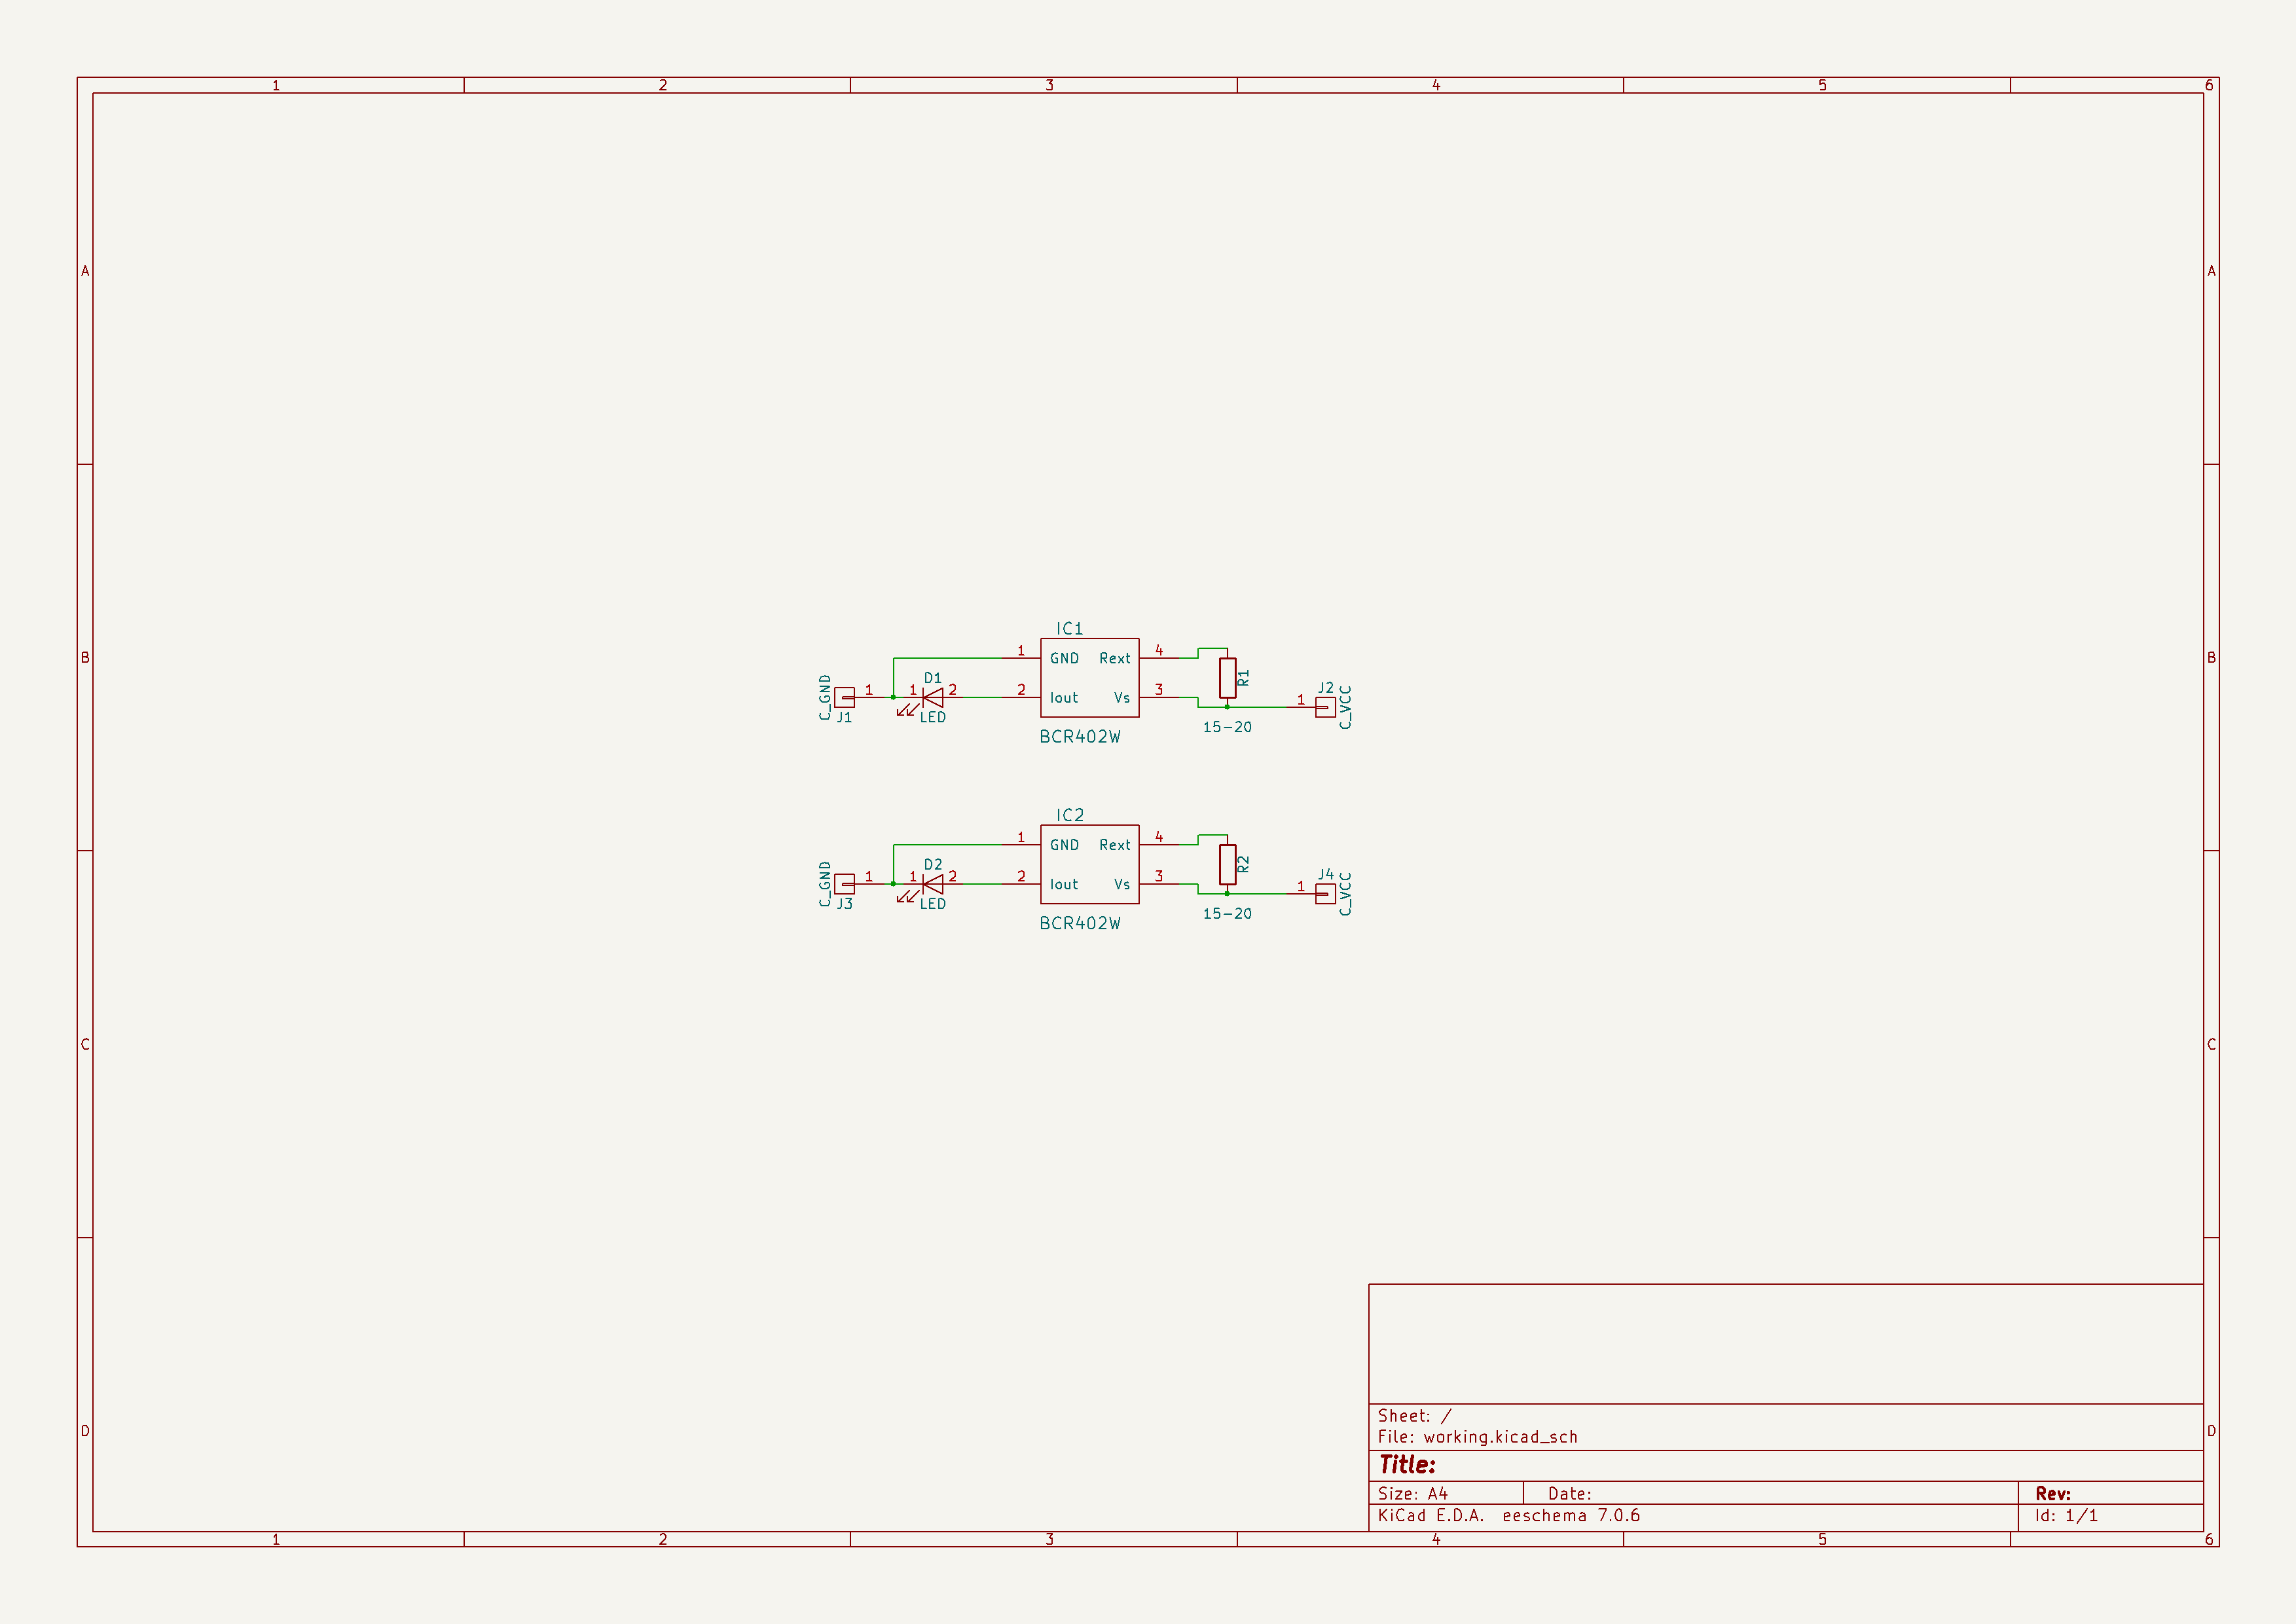 1 2 3 4 5 6
A A
IC1
1 GND Rext 4
D1
C_GND 1 1 2 2 Iout Vs 3 R1 1 J2 C_VCC
J1 LED
15-20
BCR402W
B B
IC2
1 GND Rext 4
D2
C_GND 1 1 2 2 Iout Vs 3 R2 1 J4 C_VCC
J3 LED
15-20
BCR402W
C C
Sheet: /
File: working.kicad_sch
D D
Title:
Size: A4 Date: Rev:
KiCad E.D.A. eeschema 7.0.6 Id: 1/1
1 2 3 4 5 6